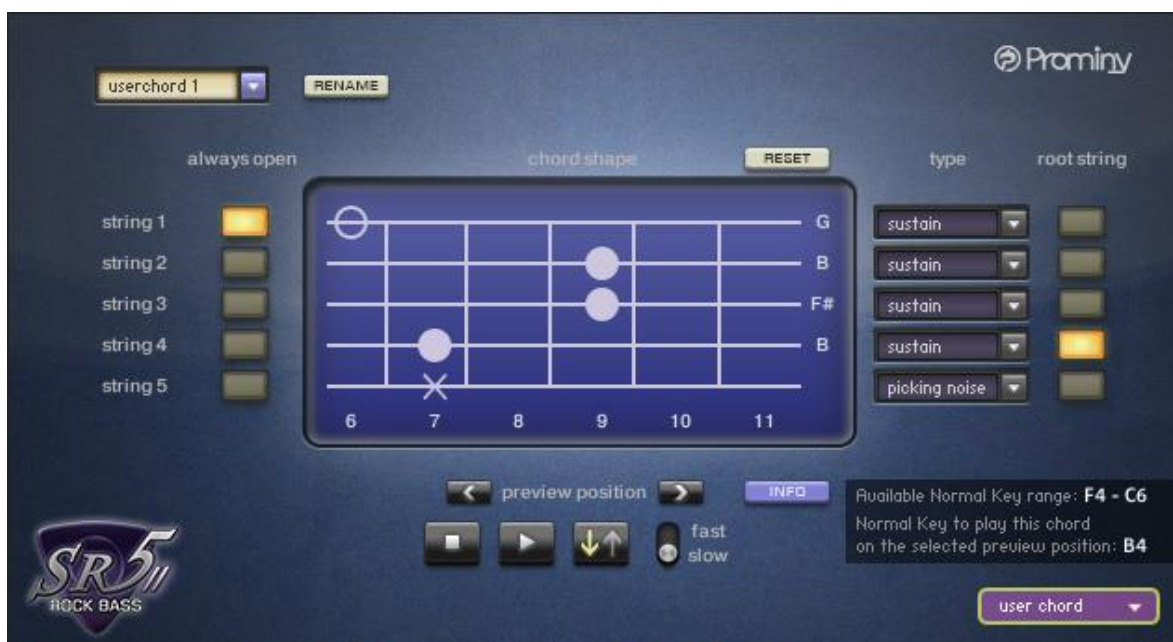 Prominy
userchord 1 RENAME
always open chord shape RESET type root string
string 1 G sustain
string 2 B sustain
string 3 F# sustain
string 4 B sustain
string 5 picking noise
6 7 8 9 10 11
preview position INFO
fast
slow
Available Normal Key range: F4 - C6
Normal Key to play this chord
on the selected preview position: B4
SR5 II
ROCK BASS
user chord